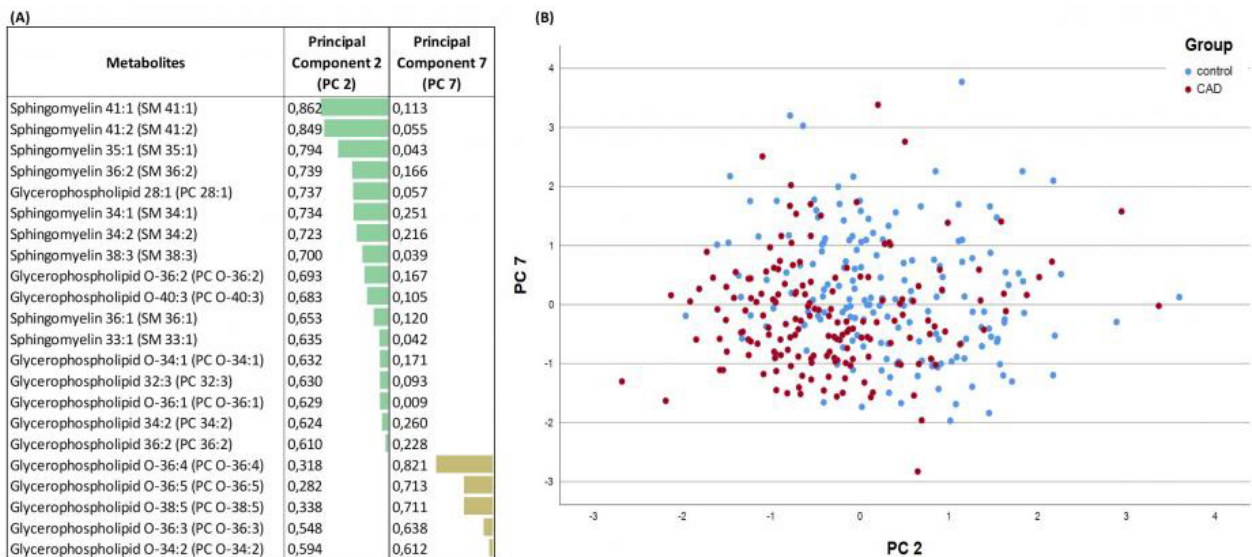 (A)
Metabolites Principal Component 2 (PC 2) Principal Component 7 (PC 7)
Sphingomyelin 41:1 (SM 41:1) 0,862 0,113
Sphingomyelin 41:2 (SM 41:2) 0,849 0,055
Sphingomyelin 35:1 (SM 35:1) 0,794 0,043
Sphingomyelin 36:2 (SM 36:2) 0,739 0,166
Glycerophospholipid 28:1 (PC 28:1) 0,737 0,057
Sphingomyelin 34:1 (SM 34:1) 0,734 0,251
Sphingomyelin 34:2 (SM 34:2) 0,723 0,216
Sphingomyelin 38:3 (SM 38:3) 0,700 0,039
Glycerophospholipid O-36:2 (PC O-36:2) 0,693 0,167
Glycerophospholipid O-40:3 (PC O-40:3) 0,683 0,105
Sphingomyelin 36:1 (SM 36:1) 0,653 0,120
Sphingomyelin 33:1 (SM 33:1) 0,635 0,042
Glycerophospholipid O-34:1 (PC O-34:1) 0,632 0,171
Glycerophospholipid 32:3 (PC 32:3) 0,630 0,093
Glycerophospholipid O-36:1 (PC O-36:1) 0,629 0,009
Glycerophospholipid 34:2 (PC 34:2) 0,624 0,260
Glycerophospholipid 36:2 (PC 36:2) 0,610 0,228
Glycerophospholipid O-36:4 (PC O-36:4) 0,318 0,821
Glycerophospholipid O-36:5 (PC O-36:5) 0,282 0,713
Glycerophospholipid O-38:5 (PC O-38:5) 0,338 0,711
Glycerophospholipid O-36:3 (PC O-36:3) 0,548 0,638
Glycerophospholipid O-34:2 (PC O-34:2) 0,594 0,612
(B)
Group
control
CAD
PC 7
4
3
2
1
0
-1
-2
-3
-3 -2 -1 0 1 2 3 4
PC 2